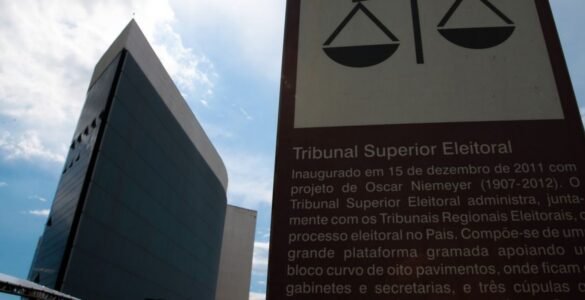 Tribunal Superior Eleitoral
Inaugurado em 15 de dezembro de 2011 com
projeto de Oscar Niemeyer (1907-2012). O
Tribunal Superior Eleitoral administra, junta-
mente com os Tribunais Regionais Eleitorais, o
processo eleitoral no País. Compõe-se de uma
grande plataforma gramada apoiando um
bloco curvo de oito pavimentos, onde ficam
gabinetes e secretarias, e três cúpulas